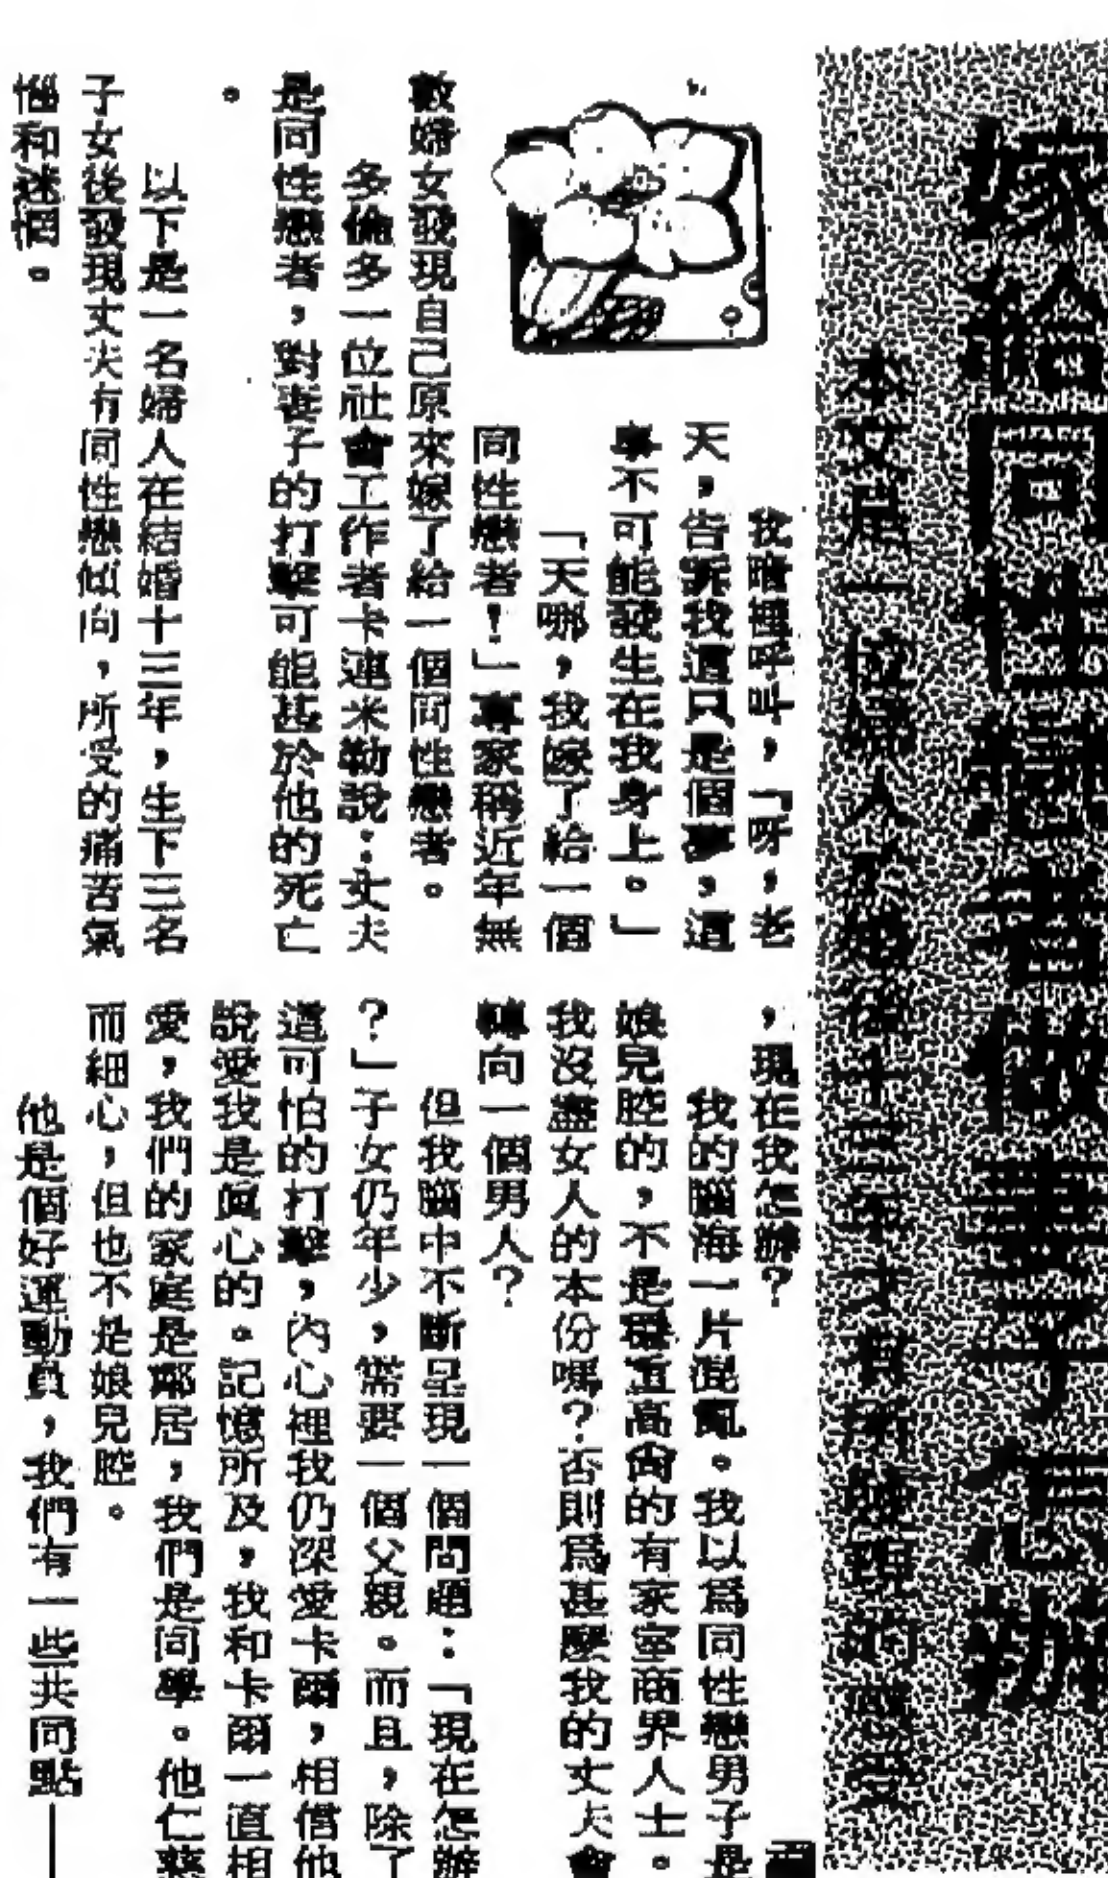 嫁給同性戀者做妻子怎辦
本文是一位婦人於婚後十三年才有所
的感受
我暗裡呼叫，「呀，老
天，告訴我這只是個夢，這
事不可能發生在我身上。」
「天哪，我嫁了給一個
同性戀者！」專家稱近年無
數婦女發現自己原來嫁了給一個同性戀者。
多倫多一位社會工作者卡連米勒說：丈夫
是同性戀者，對妻子的打擊可能甚於他的死亡
。
以下是一名婦人在結婚十三年，生下三名
子女後發現丈夫有同性戀傾向，所受的痛苦氣
惱和迷惘。
，現在我怎辦？
我的腦海一片混亂。我以爲同性戀男子是
娘兒腔的，不是穩重高尙的有家室商界人士。
我沒盡女人的本份嗎？否則爲甚麼我的丈夫會
轉向一個男人？
但我腦中不斷呈現一個問題：「現在怎辦
？」子女仍年少，需要一個父親。而且，除了
這可怕的打擊，內心裡我仍深愛卡爾，相信他
說愛我是眞心的。記憶所及，我和卡爾一直相
愛，我們的家庭是鄰居，我們是同學。他仁慈
而細心，但也不是娘兒腔。
他是個好運動員，我們有一些共同點——